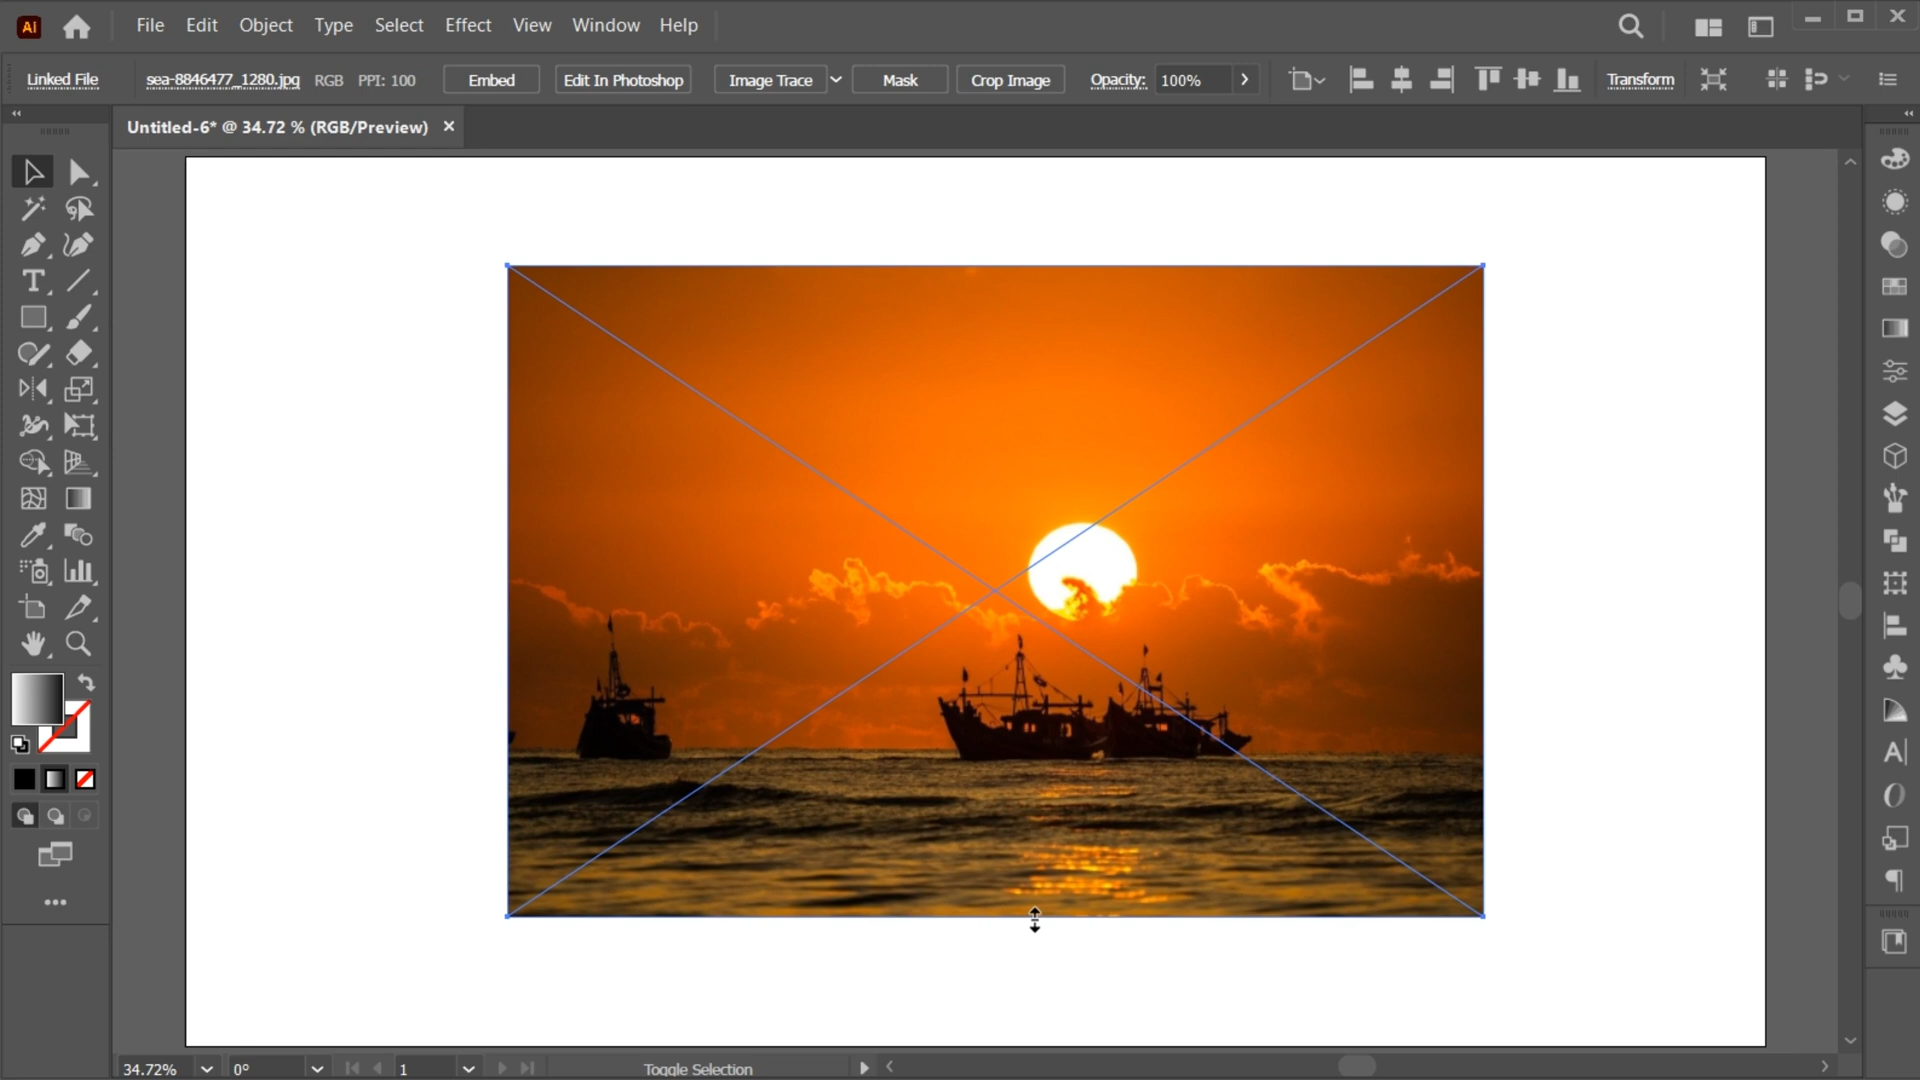 Ai File Edit Object Type Select Effect View Window Help
Linked File sea-8846477_1280.jpg RGB PPI: 100 Embed Edit In Photoshop Image Trace Mask Crop Image Opacity: 100% Transform
Untitled-6* @ 34.72 % (RGB/Preview)
34.72% 0° 1 Toggle Selection